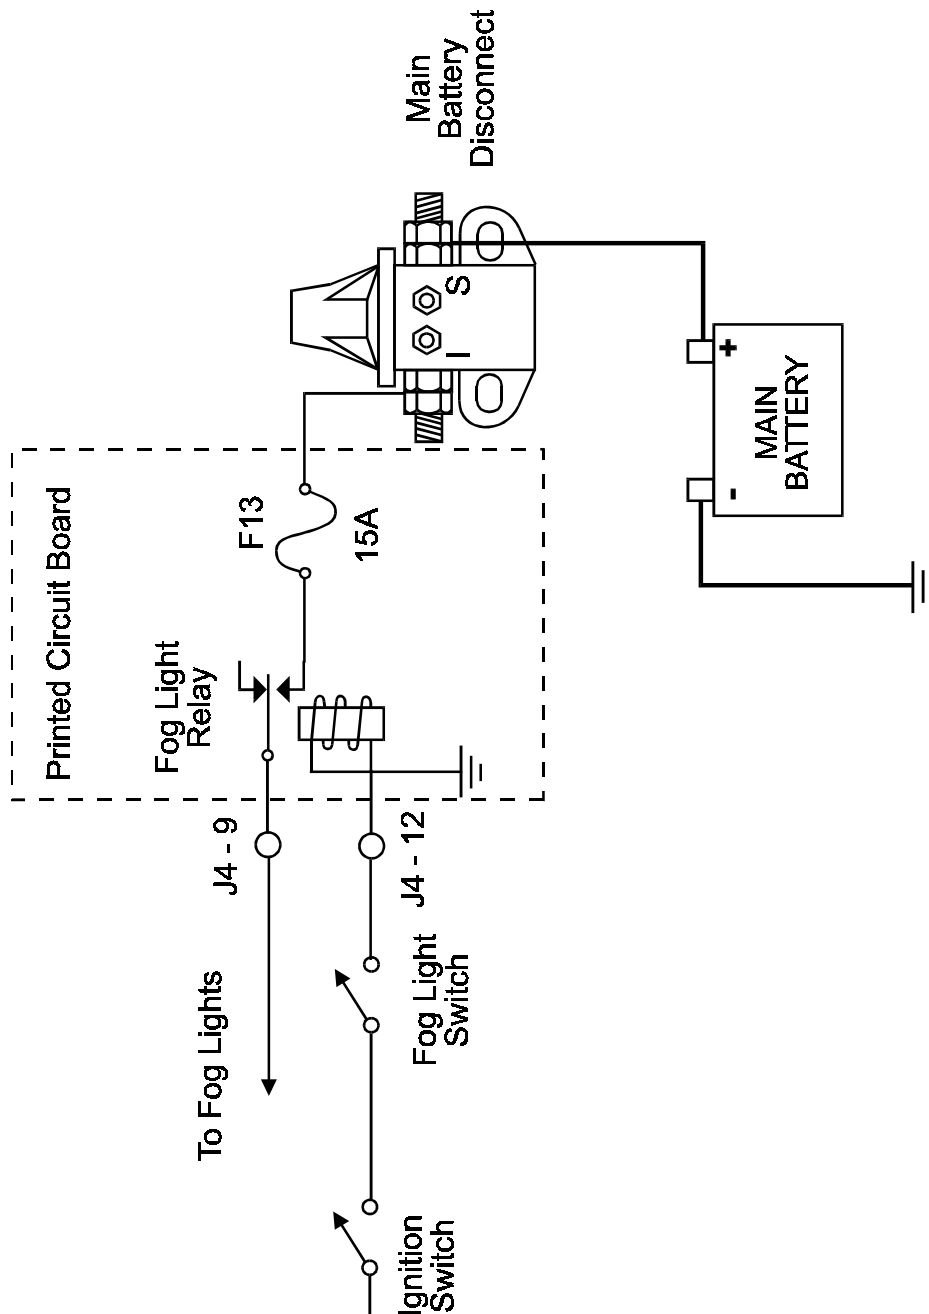 Printed Circuit Board
Fog Light
Relay
F13
15A
Main
Battery
Disconnect
I
S
MAIN
BATTERY
-
+
J4 - 9
J4 - 12
To Fog Lights
Fog Light
Switch
Ignition
Switch